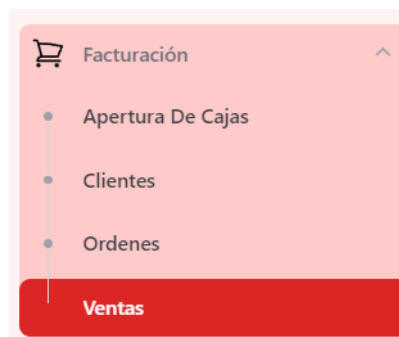 Facturación
Apertura De Cajas
Clientes
Ordenes
Ventas